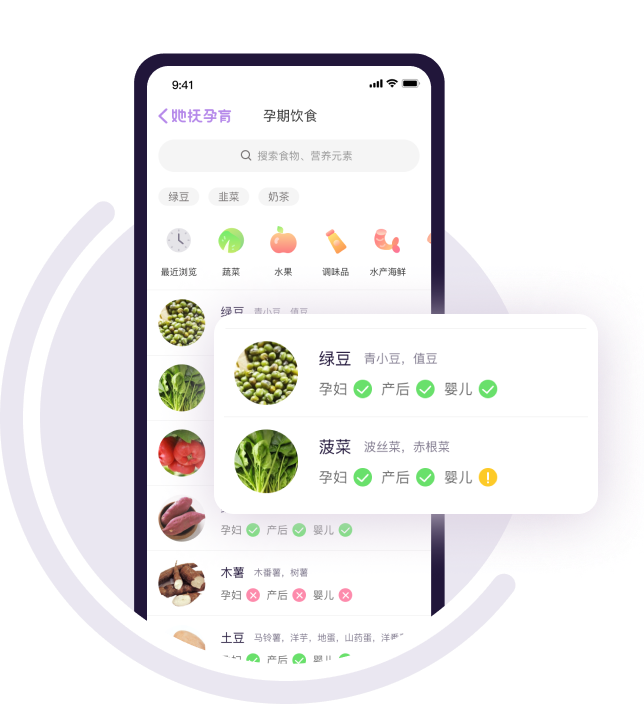 9:41
她抚孕育 孕期饮食
搜索食物、营养元素
绿豆 韭菜 奶茶
最近浏览 蔬菜 水果 调味品 水产海鲜
绿豆 青小豆，值豆
绿豆 青小豆，值豆
孕妇 产后 婴儿
菠菜 波丝菜，赤根菜
孕妇 产后 婴儿
孕妇 产后 婴儿
木薯 木番薯，树薯
孕妇 产后 婴儿
土豆 马铃薯，洋芋，地蛋，山药蛋，洋番
孕妇 产后 婴儿